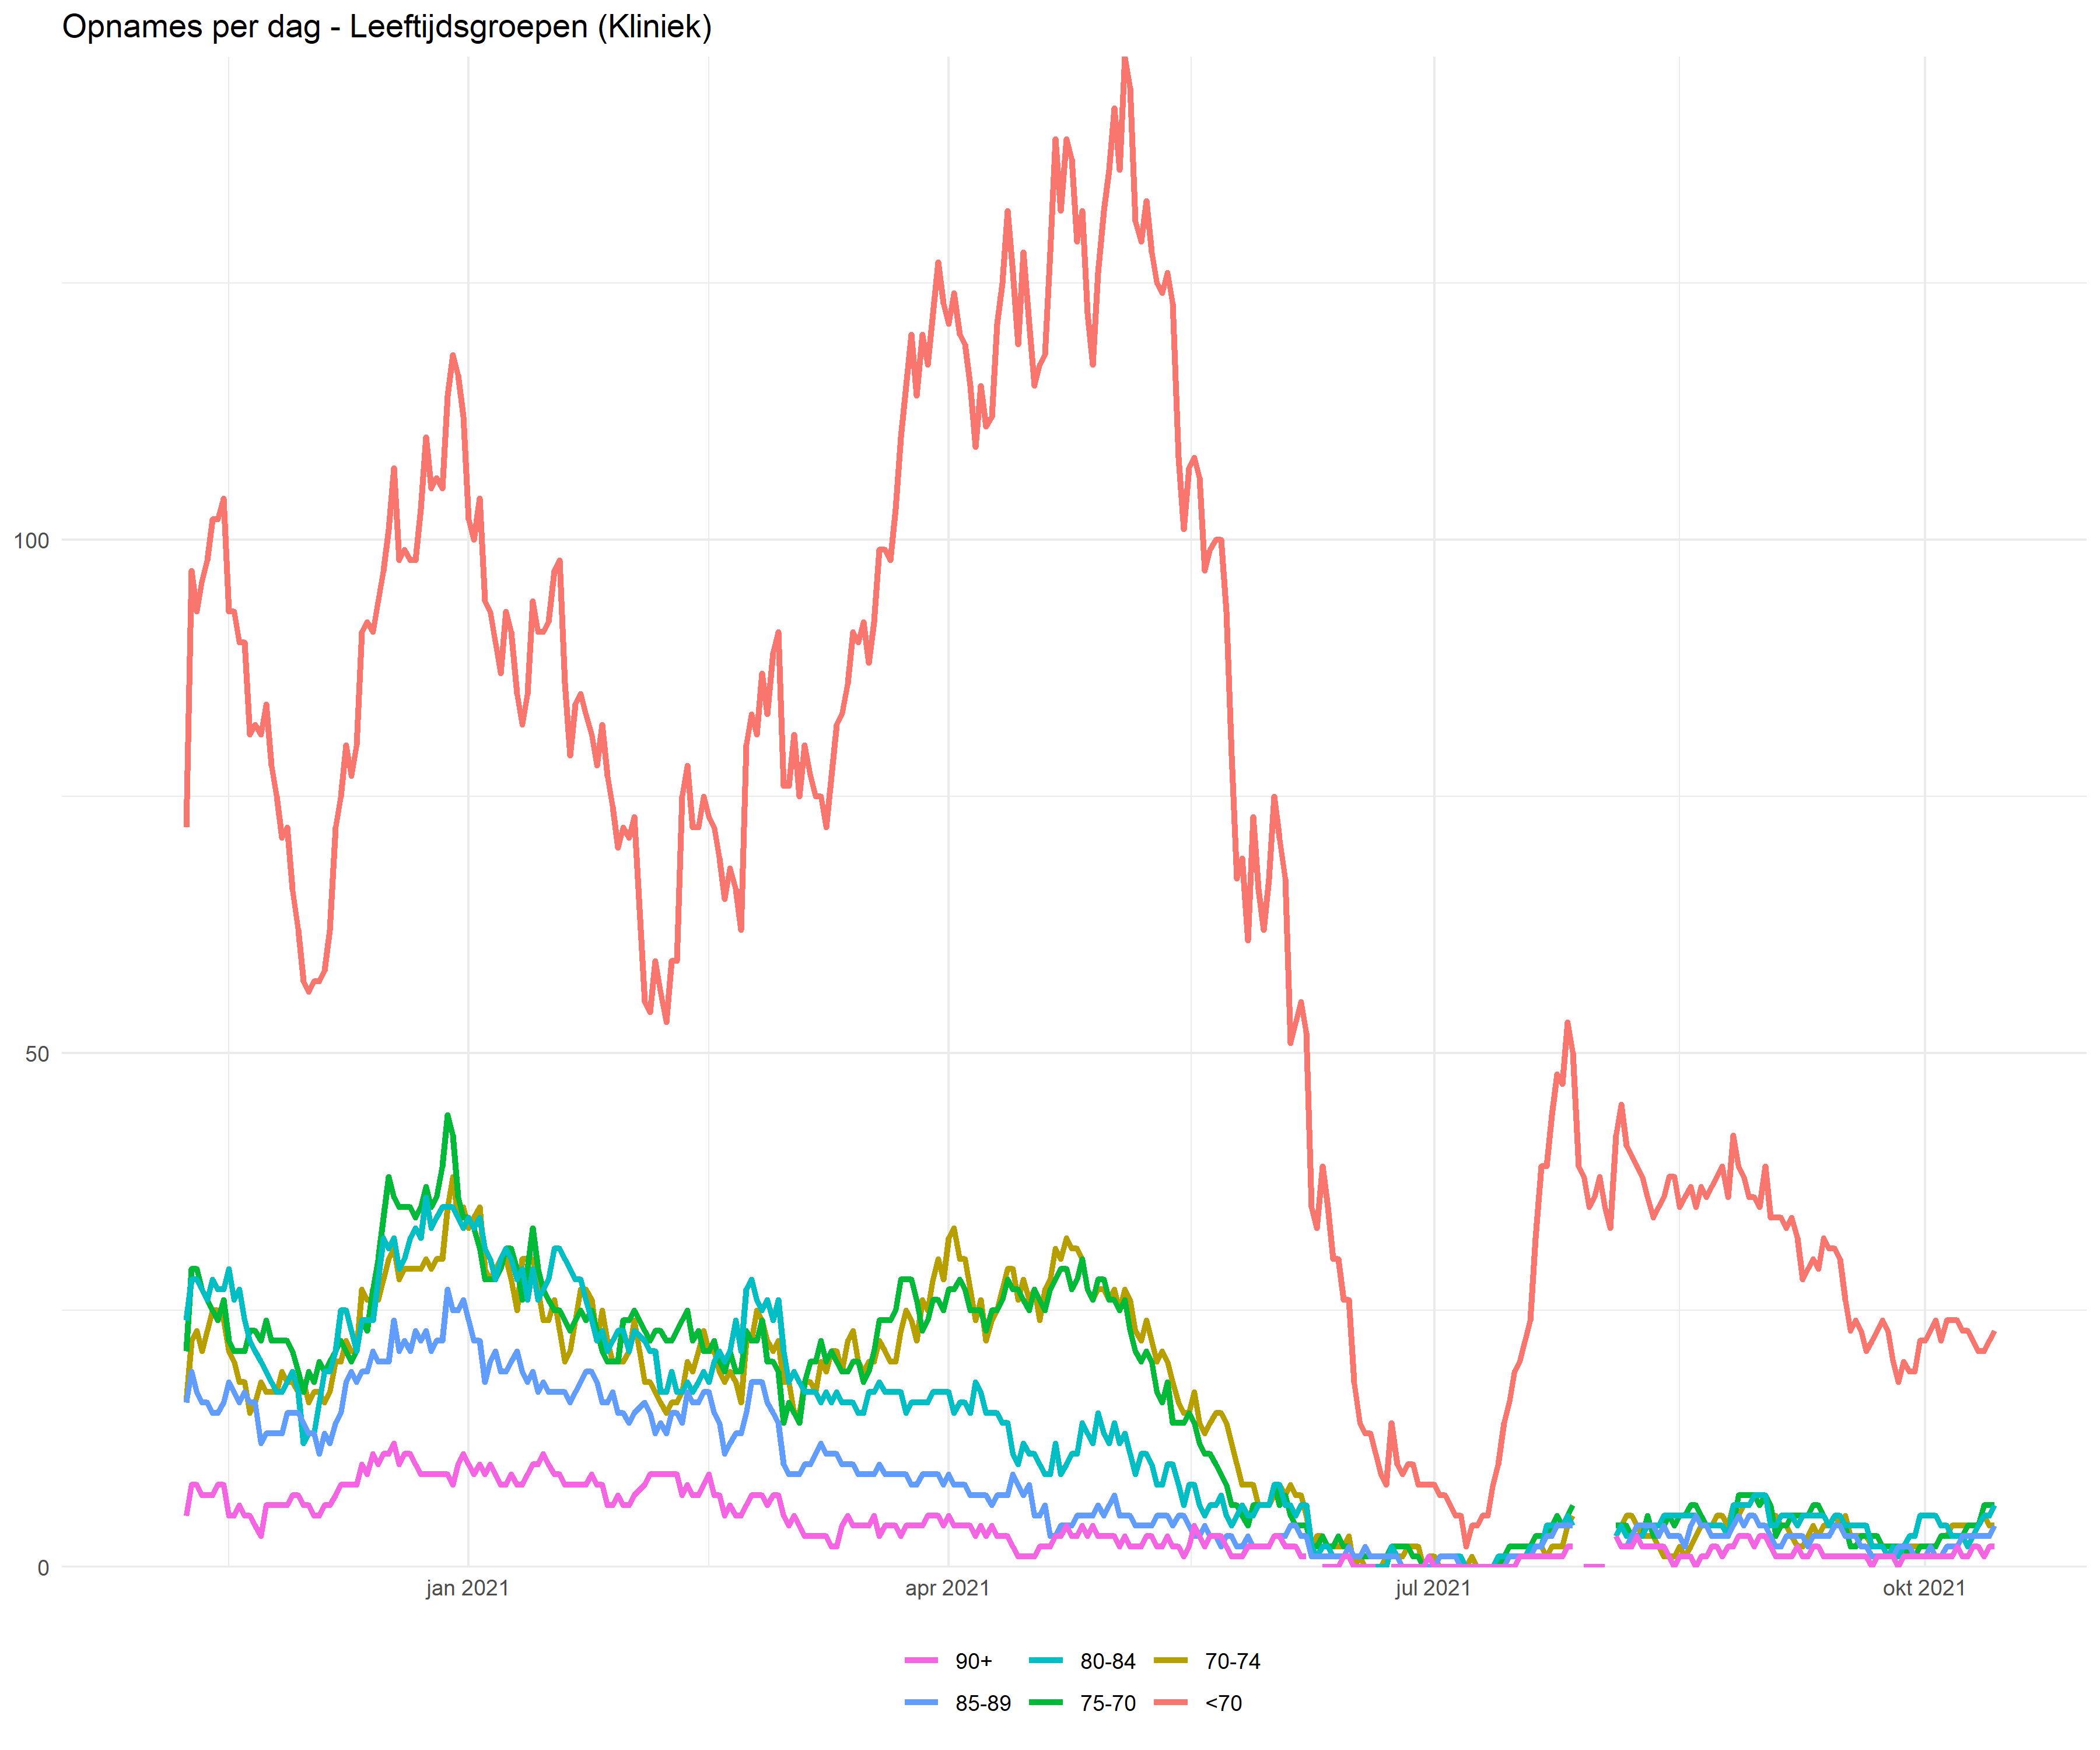 Opnames per dag - Leeftijdsgroepen (Kliniek)
100
50
0
jan 2021 apr 2021 jul 2021 okt 2021
90+ 80-84 70-74
85-89 75-70 <70